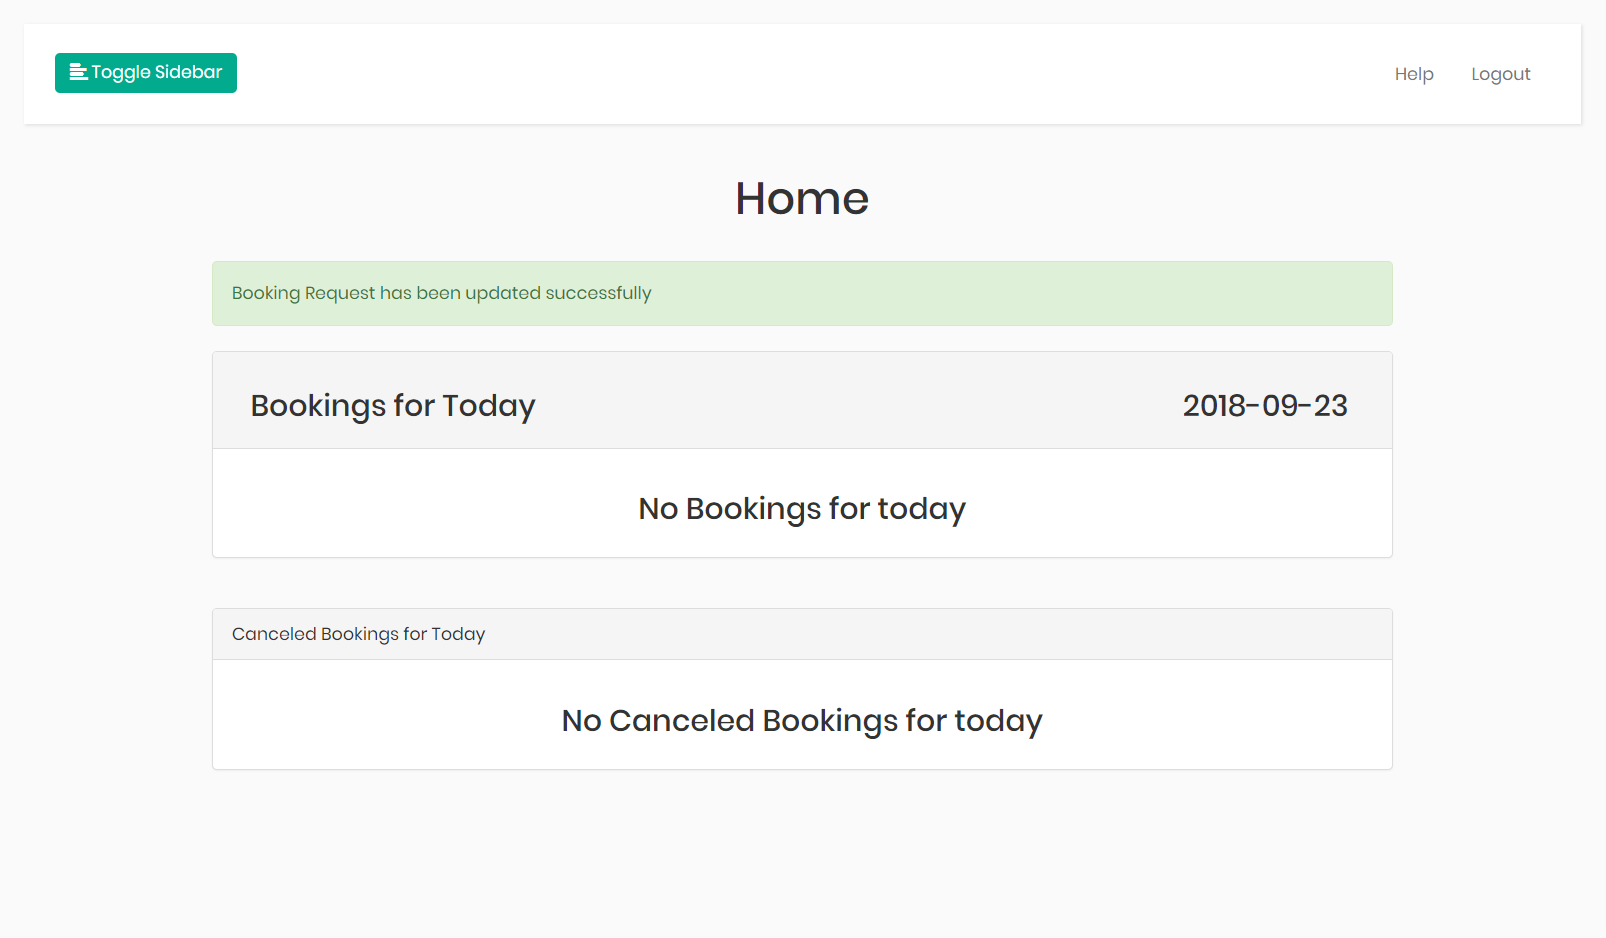 Toggle Sidebar
Help
Logout
Home
Booking Request has been updated successfully
Bookings for Today
2018-09-23
No Bookings for today
Canceled Bookings for Today
No Canceled Bookings for today